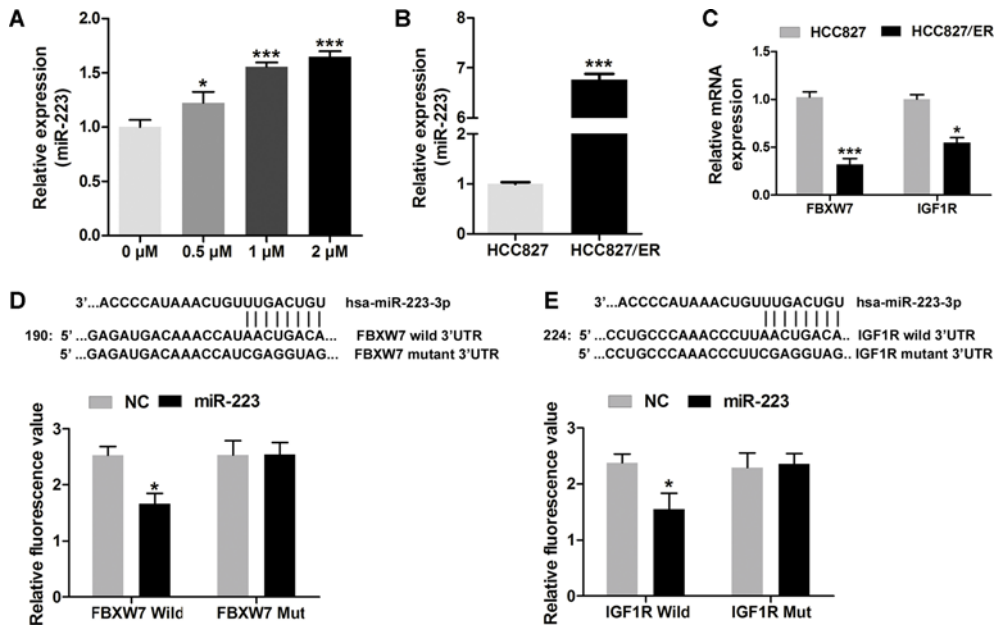 A
Relative expression
(miR-223)
2.0
1.5
1.0
0.5
0.0
*
***
***
0 µM
0.5 µM
1 µM
2 µM
B
Relative expression
(miR-223)
8
7
6
2
1
0
***
HCC827
HCC827/ER
C
HCC827
HCC827/ER
Relative mRNA
expression
1.5
1.0
0.5
0.0
***
*
FBXW7
IGF1R
D
3’...ACCCCAUAAACUGUUUGACUGU
hsa-miR-223-3p
190: 5’ ...GAGAUGACAAACCAUAACUGACA...
FBXW7 wild 3’UTR
5’ ...GAGAUGACAAACCAUCGAGGUAG...
FBXW7 mutant 3’UTR
NC
miR-223
Relative fluorescence value
3
2
1
0
*
FBXW7 Wild
FBXW7 Mut
E
3’...ACCCCAUAAACUGUUUGACUGU
hsa-miR-223-3p
224: 5’ ...CCUGCCCAAACCCUUAACUGACA..
IGF1R wild 3’UTR
5’ ...CCUGCCCAAACCCUUCGAGGUAG..
IGF1R mutant 3’UTR
NC
miR-223
Relative fluorescence value
3
2
1
0
*
IGF1R Wild
IGF1R Mut